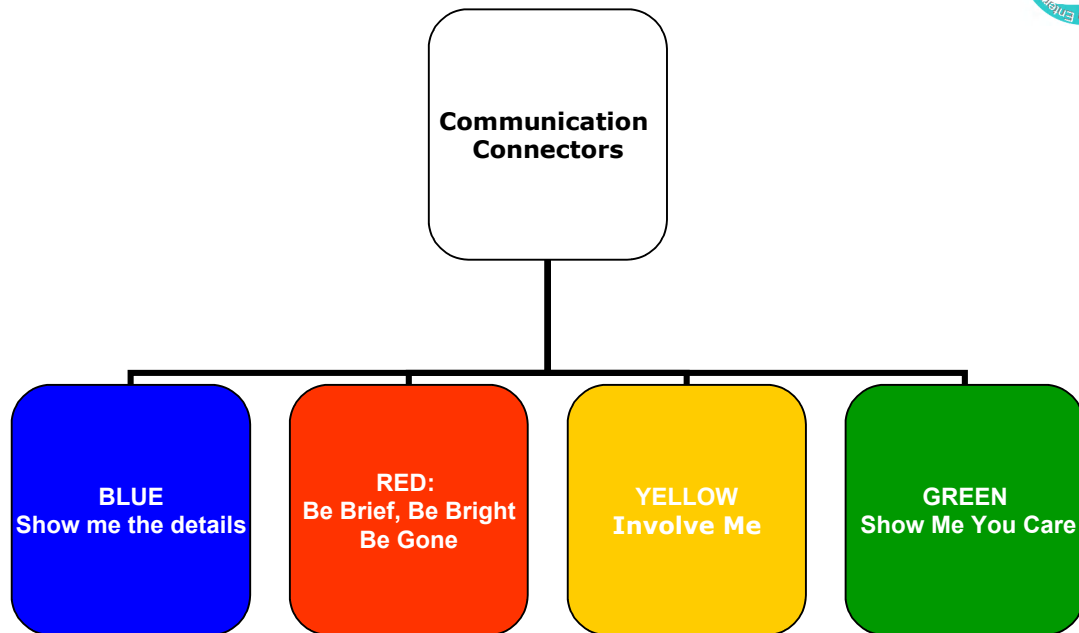 Enter
Communication
Connectors
BLUE
Show me the details
RED:
Be Brief, Be Bright
Be Gone
YELLOW
Involve Me
GREEN
Show Me You Care